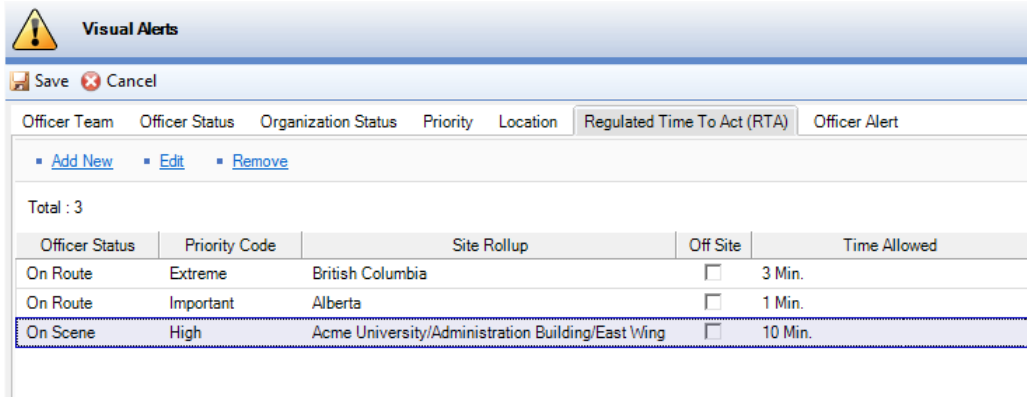 Visual Alerts
Save Cancel
Officer Team Officer Status Organization Status Priority Location Regulated Time To Act (RTA) Officer Alert
Add New Edit Remove
Total : 3
Officer Status Priority Code Site Rollup Off Site Time Allowed
On Route Extreme British Columbia 3 Min.
On Route Important Alberta 1 Min.
On Scene High Acme University/Administration Building/East Wing 10 Min.